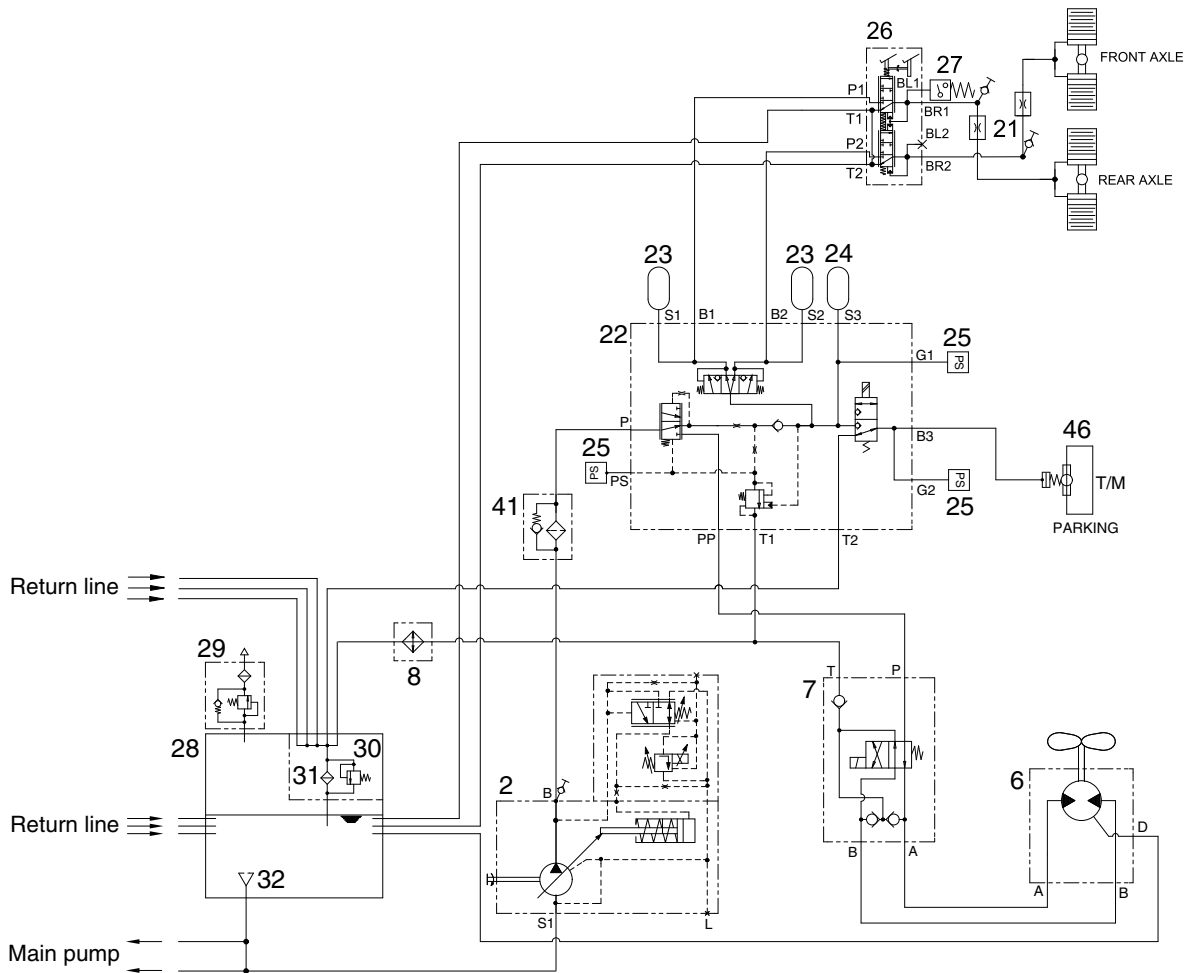 26
27
FRONT AXLE
P1
BL1
T1
BR1
21
BL2
P2
T2
BR2
REAR AXLE
23
23
24
S1
B1
B2
S2
S3
22
25
G1
PS
P
46
B3
25
PS
PS
T/M
PS
G2
25
41
PARKING
PP
T1
T2
Return line
29
8
T
P
7
28
30
31
2
B
6
Return line
D
32
B
A
A
B
S1
L
Main pump